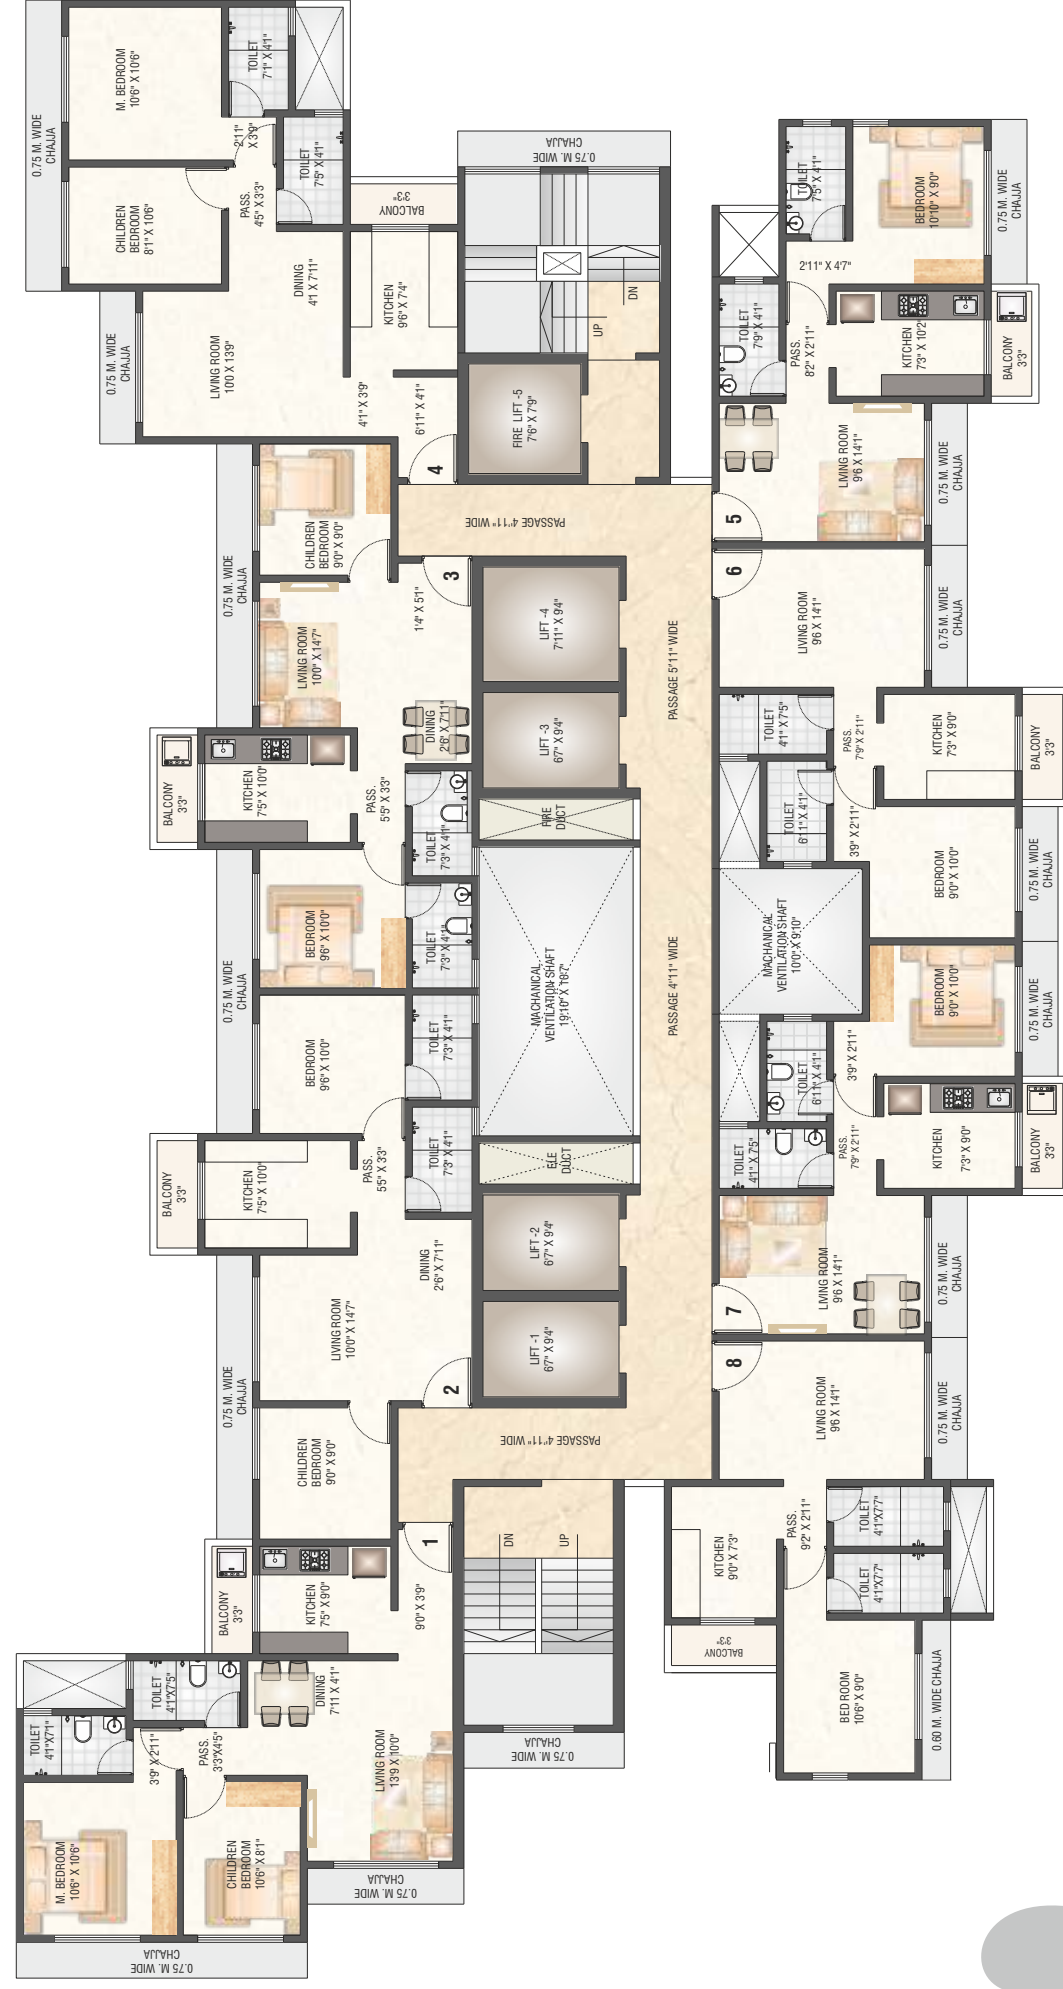 M. BEDROOM
10'6" X 10'6"
TOILET
7'1" X 4'1"
0.75 M. WIDE
CHAJJA
2'11"
X 3'9"
TOILET
7'5" X 4'1"
CHILDREN
BEDROOM
8'1" X 10'6"
PASS.
4'5" X 3'3"
BALCONY
3'3"
0.75 M. WIDE
CHAJJA
DINING
4'1 X 7'11"
KITCHEN
9'6" X 7'4"
DN
UP
LIVING ROOM
10'0 X 13'9"
0.75 M. WIDE
CHAJJA
4'1" X 3'9"
6'11" X 4'1"
4
FIRE LIFT -5
7'6" X 7'9"
PASSAGE 4'11" WIDE
TOILET
7'5" X 4'1"
BEDROOM
10'10" X 9'0"
0.75 M. WIDE
CHAJJA
2'11" X 4'7"
TOILET
7'9" X 4'1"
PASS.
8'2" X 2'11"
KITCHEN
7'3" X 10'2"
BALCONY
3'3"
LIVING ROOM
9'6 X 14'1"
0.75 M. WIDE
CHAJJA
5
CHILDREN
BEDROOM
9'0" X 9'0"
0.75 M. WIDE
CHAJJA
3
1'4" X 5'1"
LIVING ROOM
10'0" X 14'7"
DINING
2'6" X 7'11"
LIFT -4
7'11" X 9'4"
LIFT -3
6'7" X 9'4"
PASSAGE 5'11" WIDE
6
LIVING ROOM
9'6 X 14'1"
0.75 M. WIDE
CHAJJA
BALCONY
3'3"
KITCHEN
7'5" X 10'0"
PASS.
5'5" X 3'3"
TOILET
7'3" X 4'1"
FIRE
DUCT
TOILET
4'1" X 7'5"
PASS.
7'9" X 2'11"
KITCHEN
7'3" X 9'0"
BALCONY
3'3"
TOILET
6'11" X 4'1"
3'9" X 2'11"
BEDROOM
9'0" X 10'0"
0.75 M. WIDE
CHAJJA
BEDROOM
9'6" X 10'0"
TOILET
7'3" X 4'1"
0.75 M. WIDE
CHAJJA
MACHANICAL
VENTILATION SHAFT
19'10" X 18'7"
PASSAGE 4'11" WIDE
MACHANICAL
VENTILATION SHAFT
10'0" X 9'10"
BEDROOM
9'0" X 10'0"
0.75 M. WIDE
CHAJJA
BEDROOM
9'6" X 10'0"
TOILET
7'3" X 4'1"
TOILET
6'11" X 4'1"
3'9" X 2'11"
BALCONY
3'3"
KITCHEN
7'5" X 10'0"
PASS.
5'5" X 3'3"
TOILET
7'3" X 4'1"
ELE
DUCT
TOILET
4'1" X 7'5"
PASS.
7'9" X 2'11"
KITCHEN
7'3" X 9'0"
BALCONY
3'3"
DINING
2'6" X 7'11"
LIVING ROOM
10'0" X 14'7"
LIFT -2
6'7" X 9'4"
LIFT -1
6'7" X 9'4"
LIVING ROOM
9'6 X 14'1"
0.75 M. WIDE
CHAJJA
7
0.75 M. WIDE
CHAJJA
2
8
LIVING ROOM
9'6 X 14'1"
0.75 M. WIDE
CHAJJA
CHILDREN
BEDROOM
9'0" X 9'0"
PASSAGE 4'11" WIDE
1
DN
UP
BALCONY
3'3"
KITCHEN
7'5" X 9'0"
9'0" X 3'9"
KITCHEN
9'0" X 7'3"
PASS.
9'2" X 2'11"
TOILET
4'1"X7'7"
TOILET
4'1"X7'7"
BALCONY
3'3"
BED ROOM
10'6" X 9'0"
0.60 M. WIDE CHAJJA
TOILET
4'1"X7'5"
DINING
7'11 X 4'1"
TOILET
4'1"X7'1"
3'9" X 2'11"
PASS.
3'3"X4'5"
LIVING ROOM
13'9 X 10'0"
0.75 M. WIDE
CHAJJA
M. BEDROOM
10'6" X 10'6"
CHILDREN
BEDROOM
10'6" X 8'1"
0.75 M. WIDE
CHAJJA
0.75 M. WIDE
CHAJJA